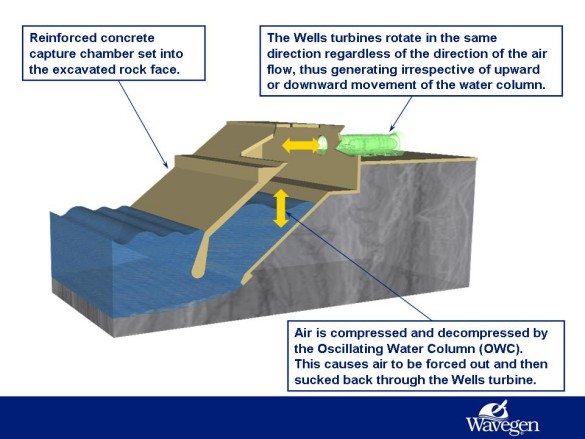 Reinforced concrete
capture chamber set into
the excavated rock face.
The Wells turbines rotate in the same
direction regardless of the direction of the air
flow, thus generating irrespective of upward
or downward movement of the water column.
Air is compressed and decompressed by
the Oscillating Water Column (OWC).
This causes air to be forced out and then
sucked back through the Wells turbine.
Wavegen